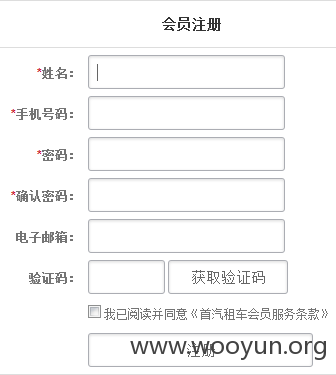 会员注册
*姓名：
*手机号码：
*密码：
*确认密码：
电子邮箱：
验证码： 获取验证码
我已阅读并同意《首汽租车会员服务条款》
注册
www.wooyun.org